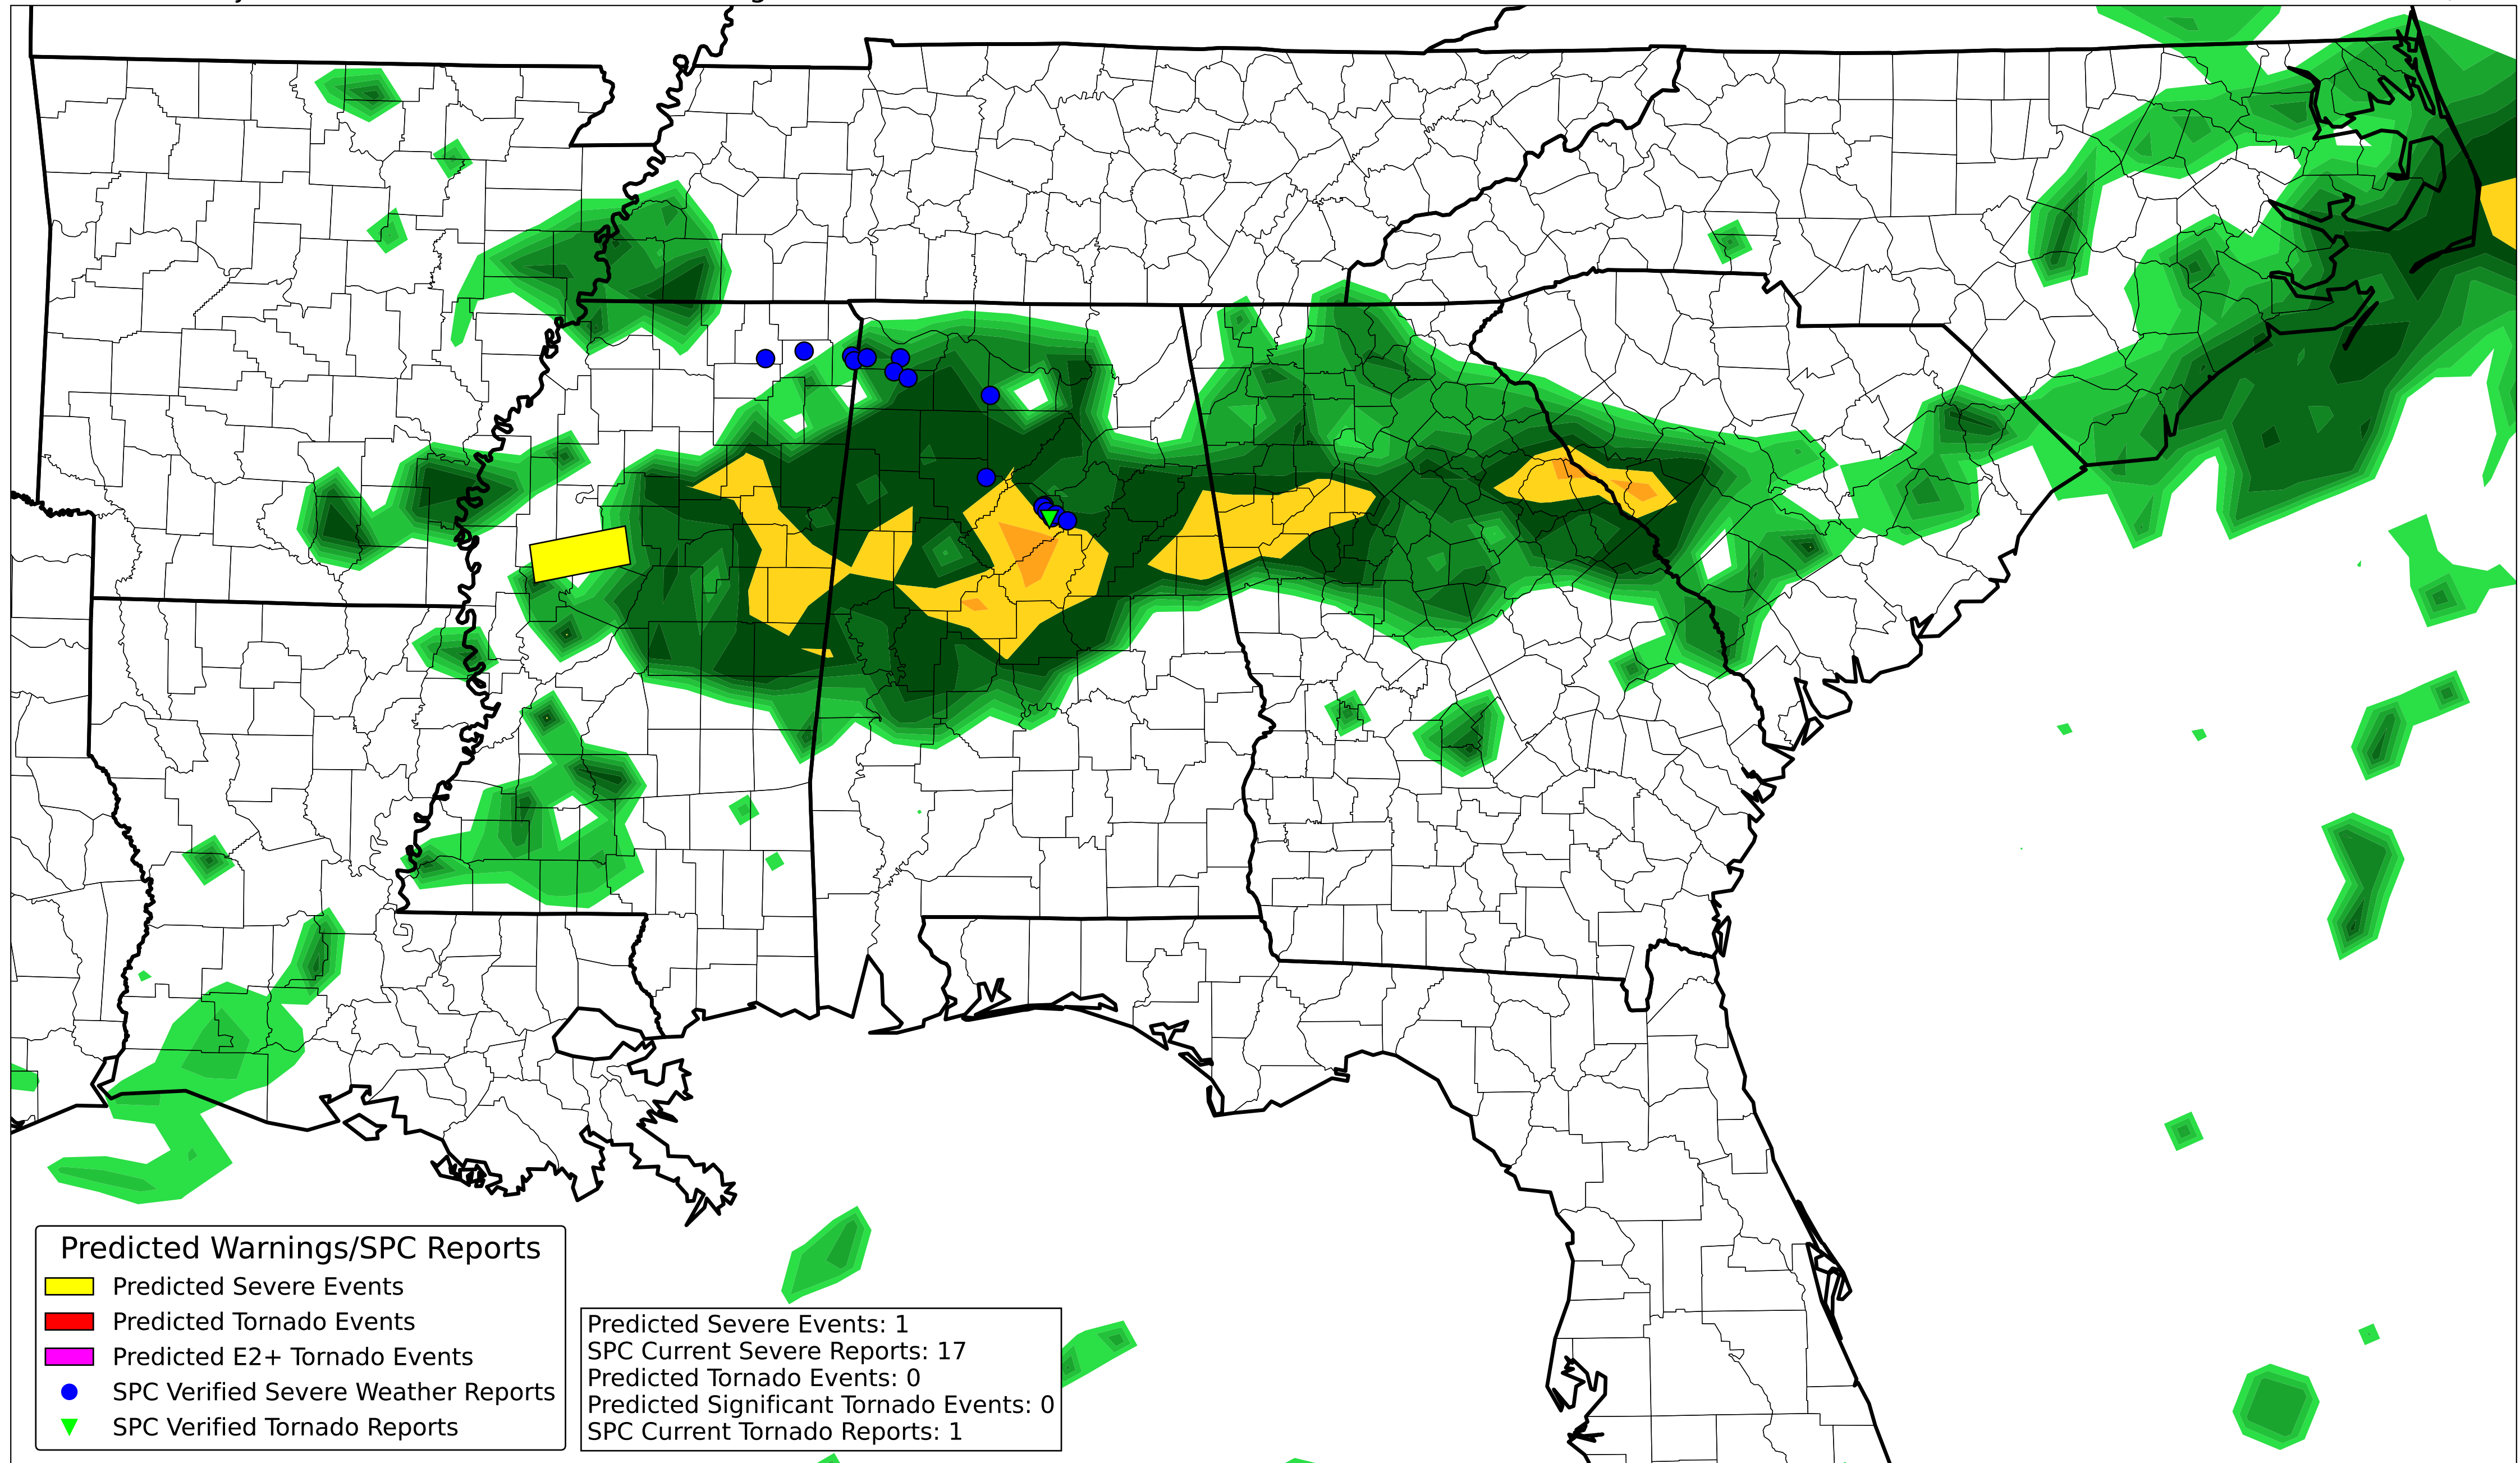 Predicted Warnings/SPC Reports
Predicted Severe Events
Predicted Tornado Events
Predicted E2+ Tornado Events
SPC Verified Severe Weather Reports
SPC Verified Tornado Reports
Predicted Severe Events: 1
SPC Current Severe Reports: 17
Predicted Tornado Events: 0
Predicted Significant Tornado Events: 0
SPC Current Tornado Reports: 1